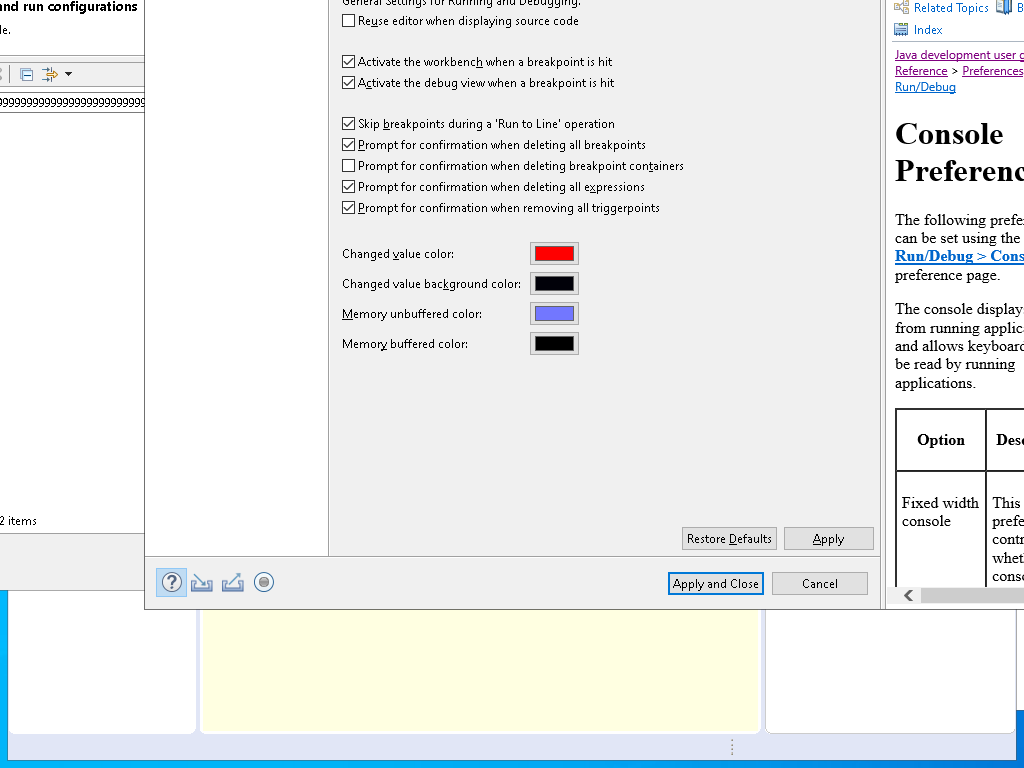 and run configurations
le.
2 items
General Settings for Running and Debugging.
Reuse editor when displaying source code
Activate the workbench when a breakpoint is hit
Activate the debug view when a breakpoint is hit
Skip breakpoints during a 'Run to Line' operation
Prompt for confirmation when deleting all breakpoints
Prompt for confirmation when deleting breakpoint containers
Prompt for confirmation when deleting all expressions
Prompt for confirmation when removing all triggerpoints
Changed value color:
Changed value background color:
Memory unbuffered color:
Memory buffered color:
Restore Defaults
Apply
Apply and Close
Cancel
Related Topics B
Index
Java development user g
Reference > Preferences
Run/Debug
Console
Preferenc
The following prefe
can be set using the
Run/Debug > Cons
preference page.
The console display
from running applica
and allows keyboard
be read by running
applications.
Option Desc
Fixed width
console
This
prefe
contr
wheth
conso